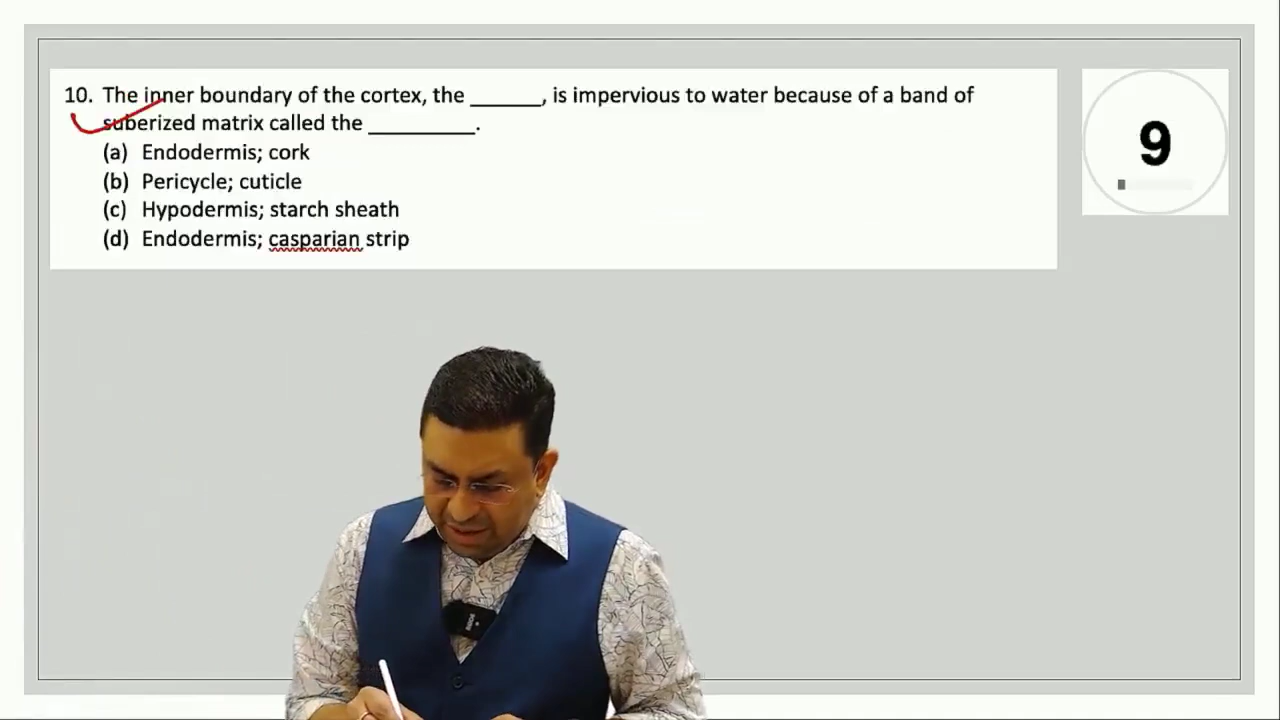 10. The inner boundary of the cortex, the ______, is impervious to water because of a band of
suberized matrix called the __________.
(a) Endodermis; cork
(b) Pericycle; cuticle
(c) Hypodermis; starch sheath
(d) Endodermis; casparian strip
9